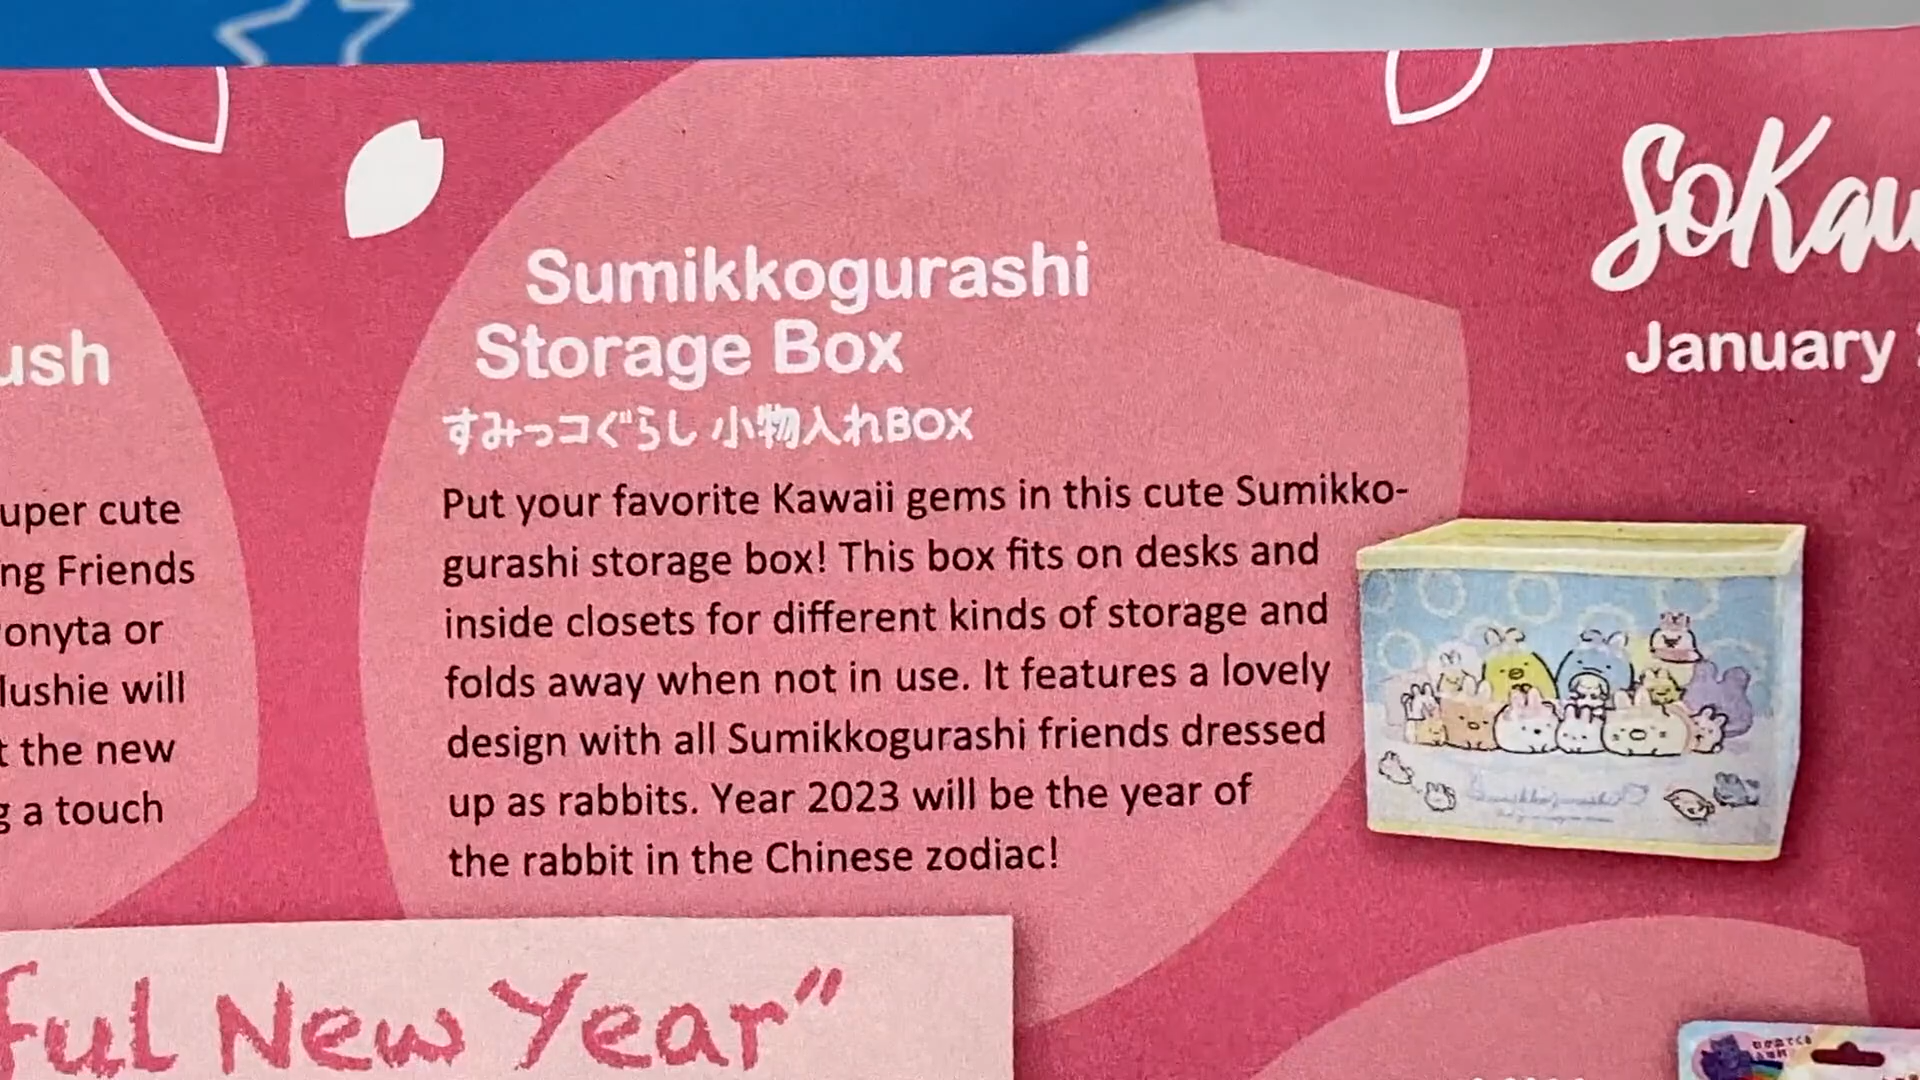 Sumikkogurashi
Storage Box
すみっコぐらし 小物入れBOX
Put your favorite Kawaii gems in this cute Sumikko-
gurashi storage box! This box fits on desks and
inside closets for different kinds of storage and
folds away when not in use. It features a lovely
design with all Sumikkogurashi friends dressed
up as rabbits. Year 2023 will be the year of
the rabbit in the Chinese zodiac!
SoKaw
January
ush
uper cute
ng Friends
onyta or
lushie will
t the new
g a touch
ful New Year"